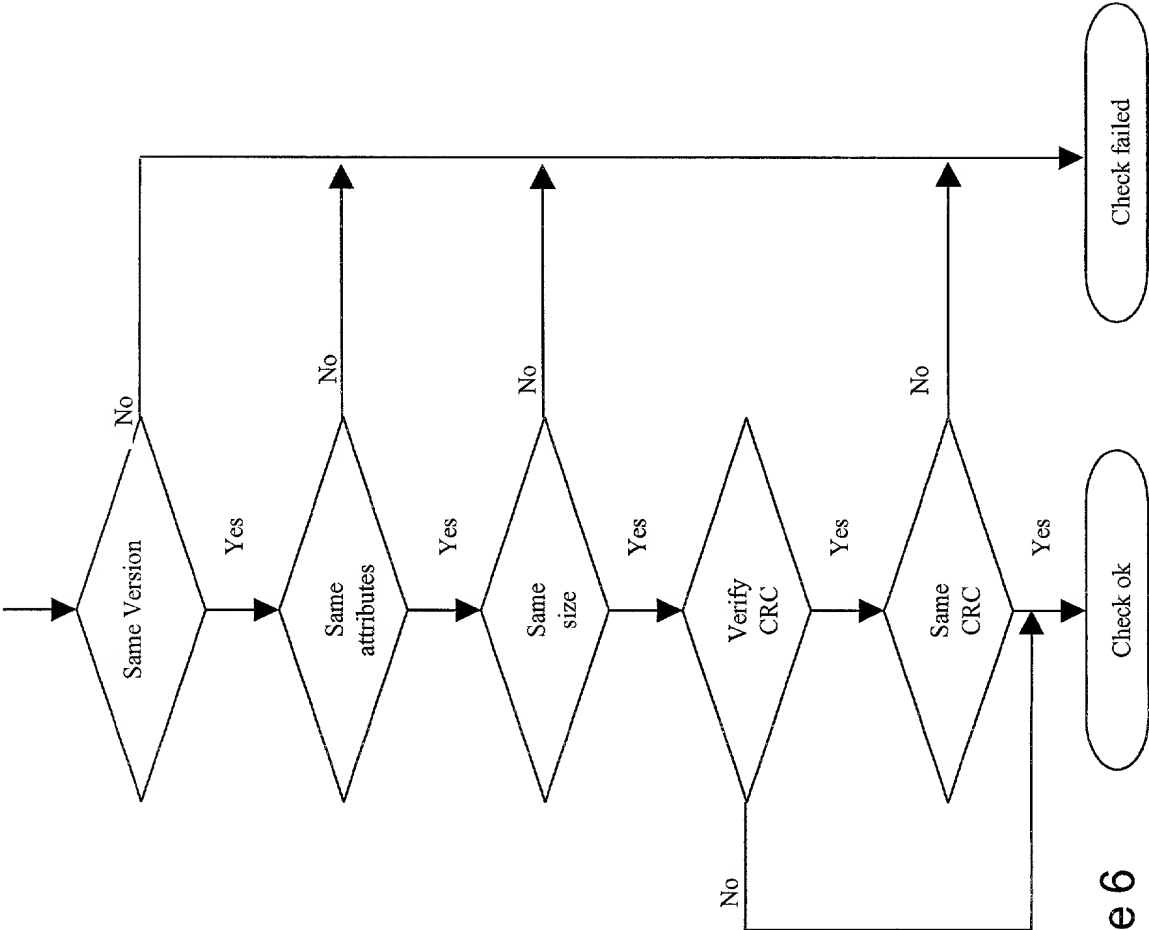 Same Version
No
Yes
Same
attributes
No
Yes
Same
size
No
Yes
Verify
CRC
No
Yes
Same
CRC
No
Yes
Check ok
Check failed
e 6